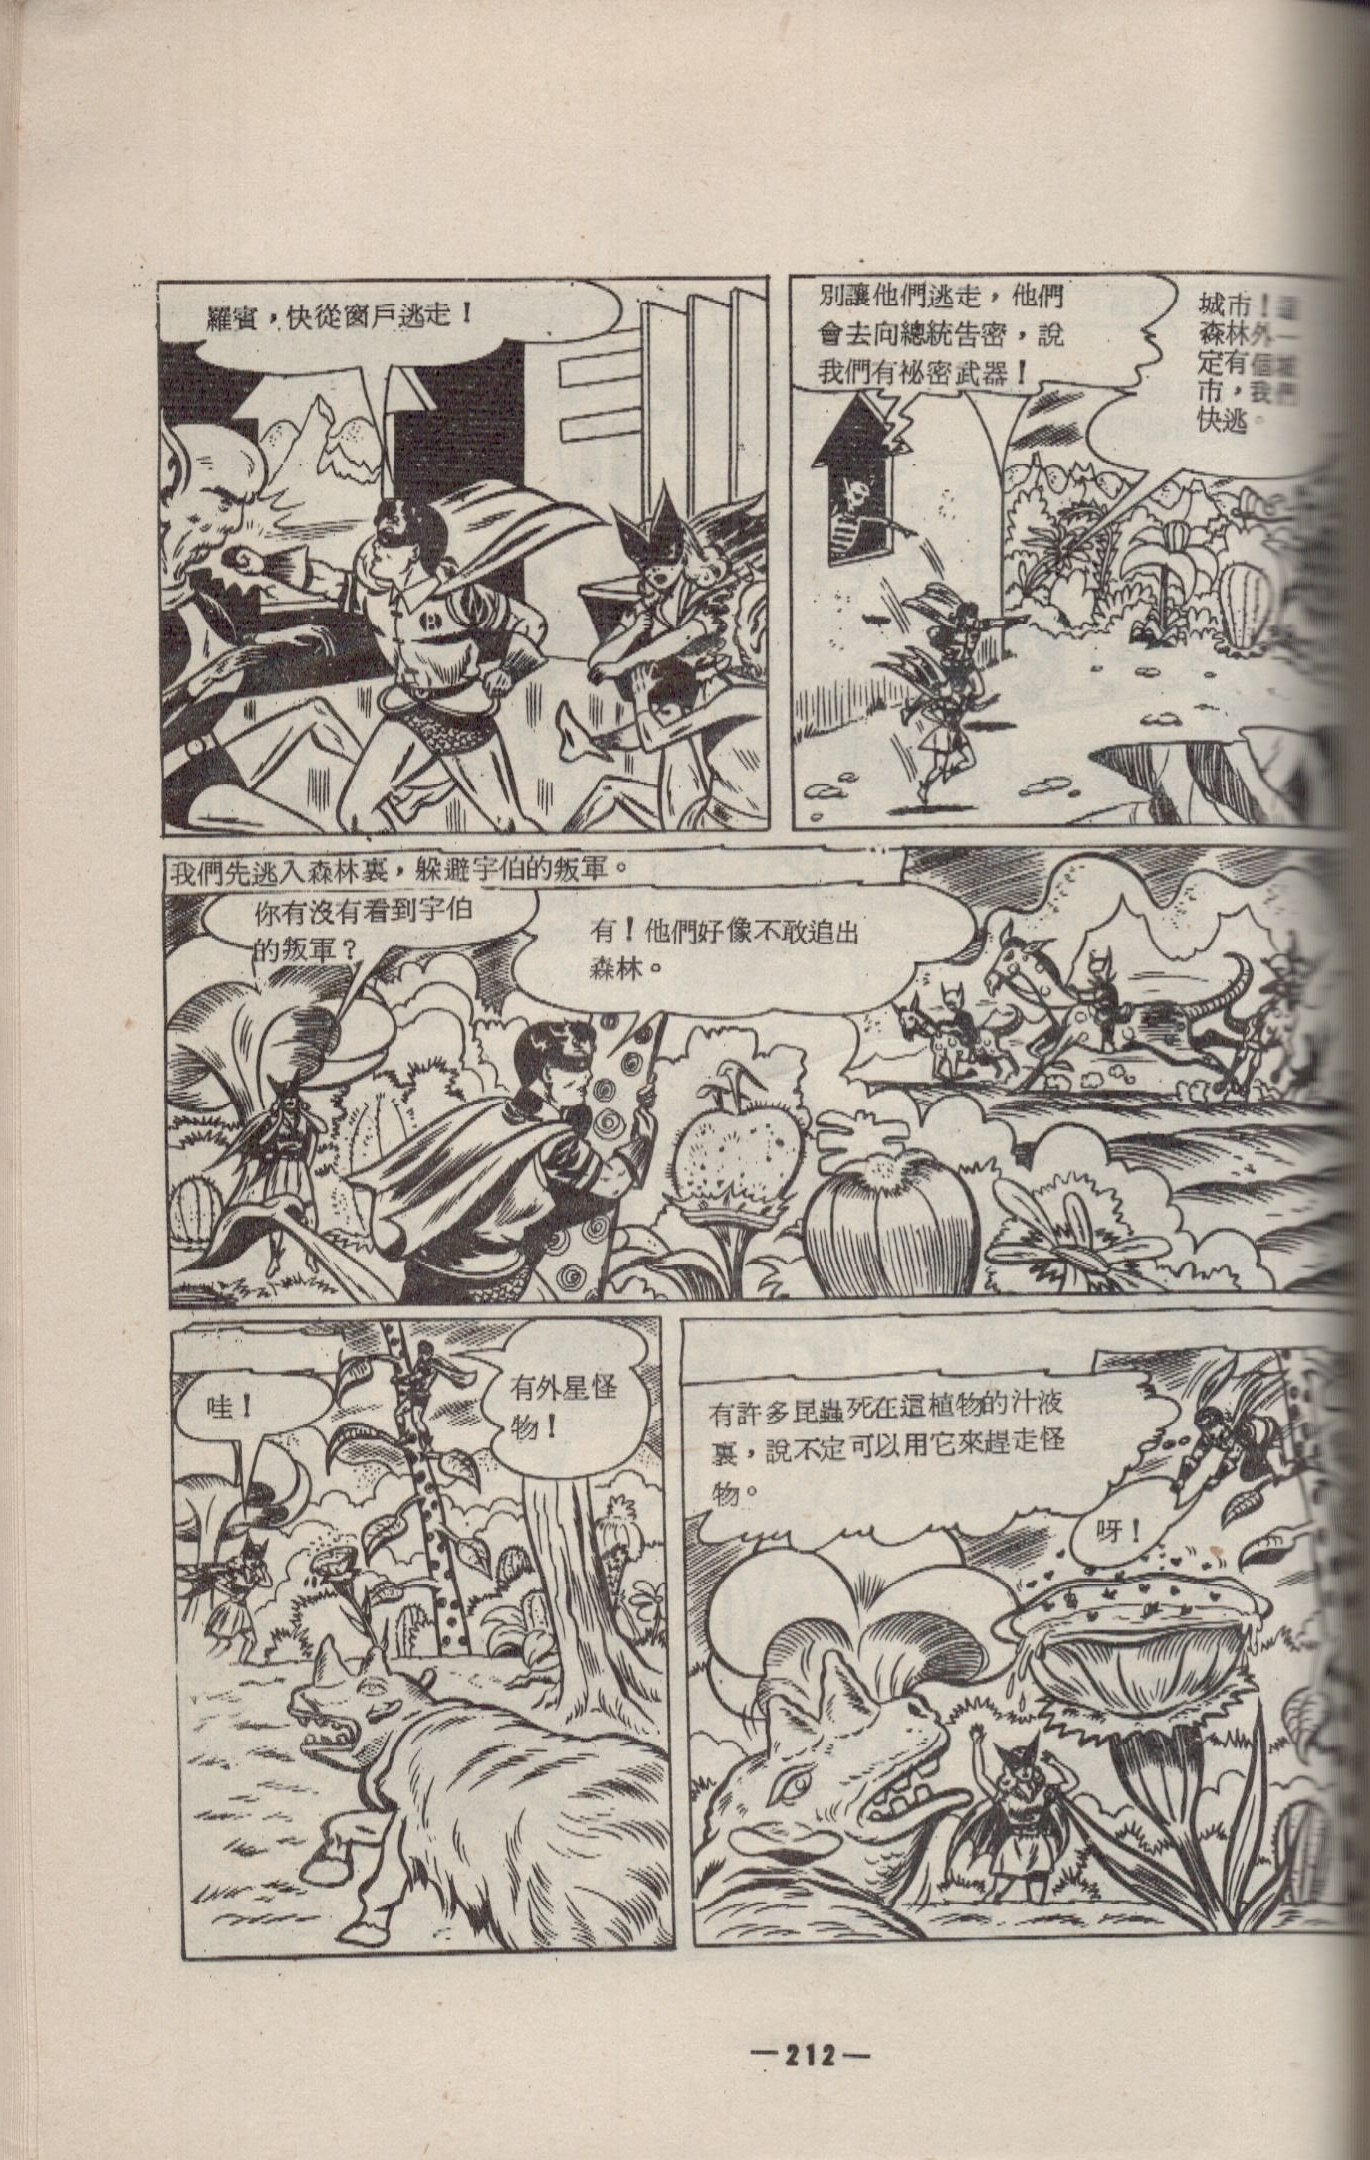 羅賓，快從窗戶逃走！
別讓他們逃走，他們
會去向總統告密，說
我們有祕密武器！
城市！
森林外一
定有個城
市，我們
快逃。
我們先逃入森林裏，躲避宇伯的叛軍。
你有沒有看到宇伯
的叛軍？
有！他們好像不敢追出
森林。
哇！
有外星怪
物！
有許多昆蟲死在這植物的汁液
裏，說不定可以用它來趕走怪
物。
呀！
—212—